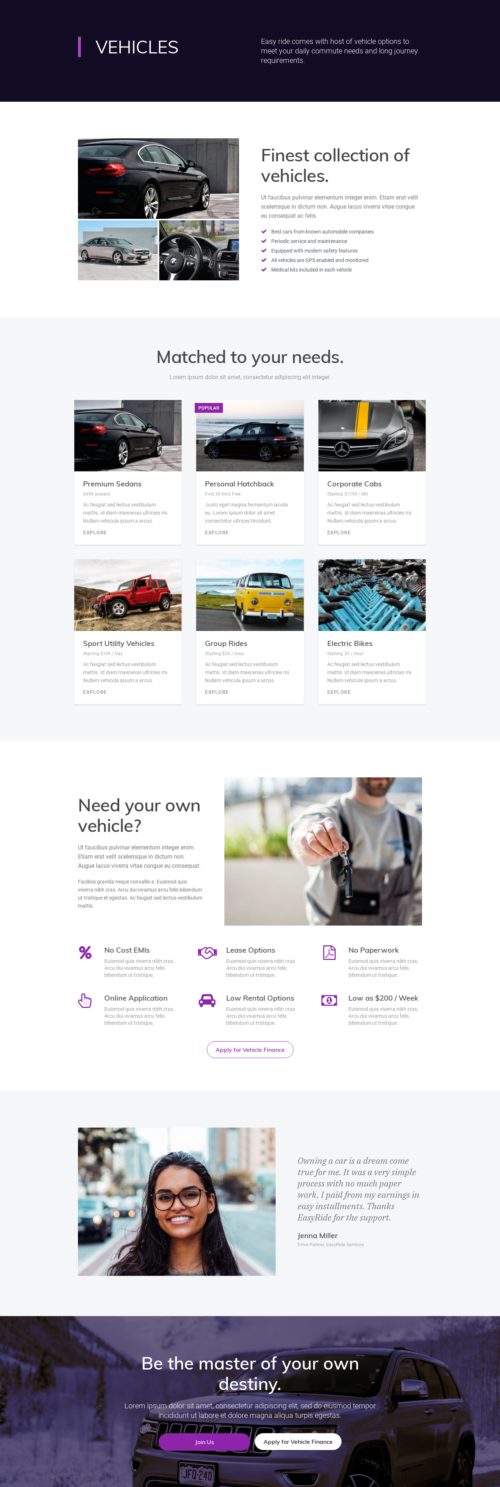 VEHICLES
Easy ride comes with host of vehicle options to
meet your daily commute needs and long journey
requirements.
Finest collection of
vehicles.
Ut faucibus pulvinar elementum integer enim. Etiam erat velit
scelerisque in dictum non. Augue lacus viverra vitae congue
eu consequat ac felis.
Best cars from known automobile companies
Periodic service and maintenance
Equipped with modern safety features
All vehicles are GPS enabled and monitored
Medical kits included in each vehicle
Matched to your needs.
Lorem ipsum dolor sit amet, consectetur adipiscing elit integer.
POPULAR
Premium Sedans
$499 onward
Ac feugiat sed lectus vestibulum
mattis. Id diam maecenas ultricies mi.
Nullam vehicula ipsum a arcus.
EXPLORE
Personal Hatchback
First 20 Kms Free
Justo eget magna fermentum iaculis
eu. Lorem ipsum dolor sit amet
consectetur ultrices tincidunt.
EXPLORE
Corporate Cabs
Starting $1199 / MO
Ac feugiat sed lectus vestibulum
mattis. Id diam maecenas ultricies mi.
Nullam vehicula ipsum a arcus.
EXPLORE
Sport Utility Vehicles
Starting $199 / Day
Ac feugiat sed lectus vestibulum
mattis. Id diam maecenas ultricies mi.
Nullam vehicula ipsum a arcus.
EXPLORE
Group Rides
Starting $24 / Hour
Ac feugiat sed lectus vestibulum
mattis. Id diam maecenas ultricies mi.
Nullam vehicula ipsum a arcus.
EXPLORE
Electric Bikes
Starting $5 / Hour
Ac feugiat sed lectus vestibulum
mattis. Id diam maecenas ultricies mi.
Nullam vehicula ipsum a arcus.
EXPLORE
Need your own
vehicle?
Ut faucibus pulvinar elementum integer enim.
Etiam erat velit scelerisque in dictum non.
Augue lacus viverra vitae congue eu consequat.
Facilisis gravida neque convallis a. Euismod quis
viverra nibh cras. Arcu dui vivamus arcu felis bibendum
ut tristique et egestas. Ac feugiat sed lectus vestibulum
mattis.
No Cost EMIs
Euismod quis viverra nibh cras.
Arcu dui vivamus arcu felis
bibendum ut tristique.
Lease Options
Euismod quis viverra nibh cras.
Arcu dui vivamus arcu felis
bibendum ut tristique.
No Paperwork
Euismod quis viverra nibh cras.
Arcu dui vivamus arcu felis
bibendum ut tristique.
Online Application
Euismod quis viverra nibh cras.
Arcu dui vivamus arcu felis
bibendum ut tristique.
Low Rental Options
Euismod quis viverra nibh cras.
Arcu dui vivamus arcu felis
bibendum ut tristique.
Low as $200 / Week
Euismod quis viverra nibh cras.
Arcu dui vivamus arcu felis
bibendum ut tristique.
Apply for Vehicle Finance
Owning a car is a dream come
true for me. It was a very simple
process with no much paper
work. I paid from my earnings in
easy installments. Thanks
EasyRide for the support.
Jenna Miller
Driver Partner, EasyRide Services
Be the master of your own
destiny.
Lorem ipsum dolor sit amet, consectetur adipiscing elit, sed do eiusmod tempor
incididunt ut labore et dolore magna aliqua turpis egestas.
Join Us
Apply for Vehicle Finance
JFQ-240